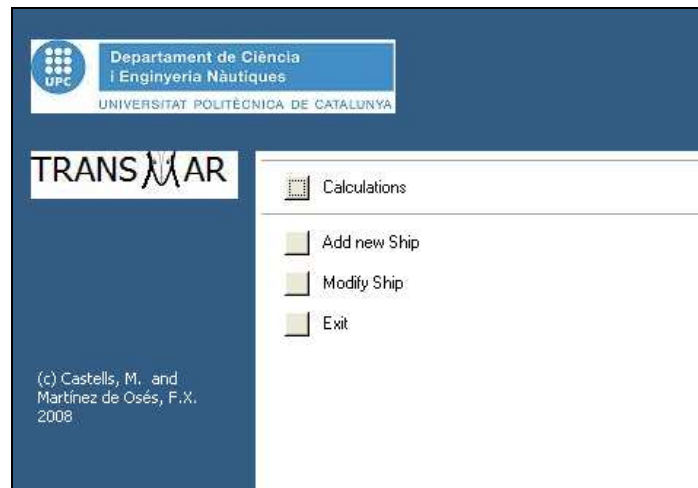 Departament de Ciència
i Enginyeria Nàutiques
UPC
UNIVERSITAT POLITÈCNICA DE CATALUNYA
TRANSMAR
Calculations
Add new Ship
Modify Ship
Exit
(c) Castells, M. and
Martínez de Osés, F.X.
2008